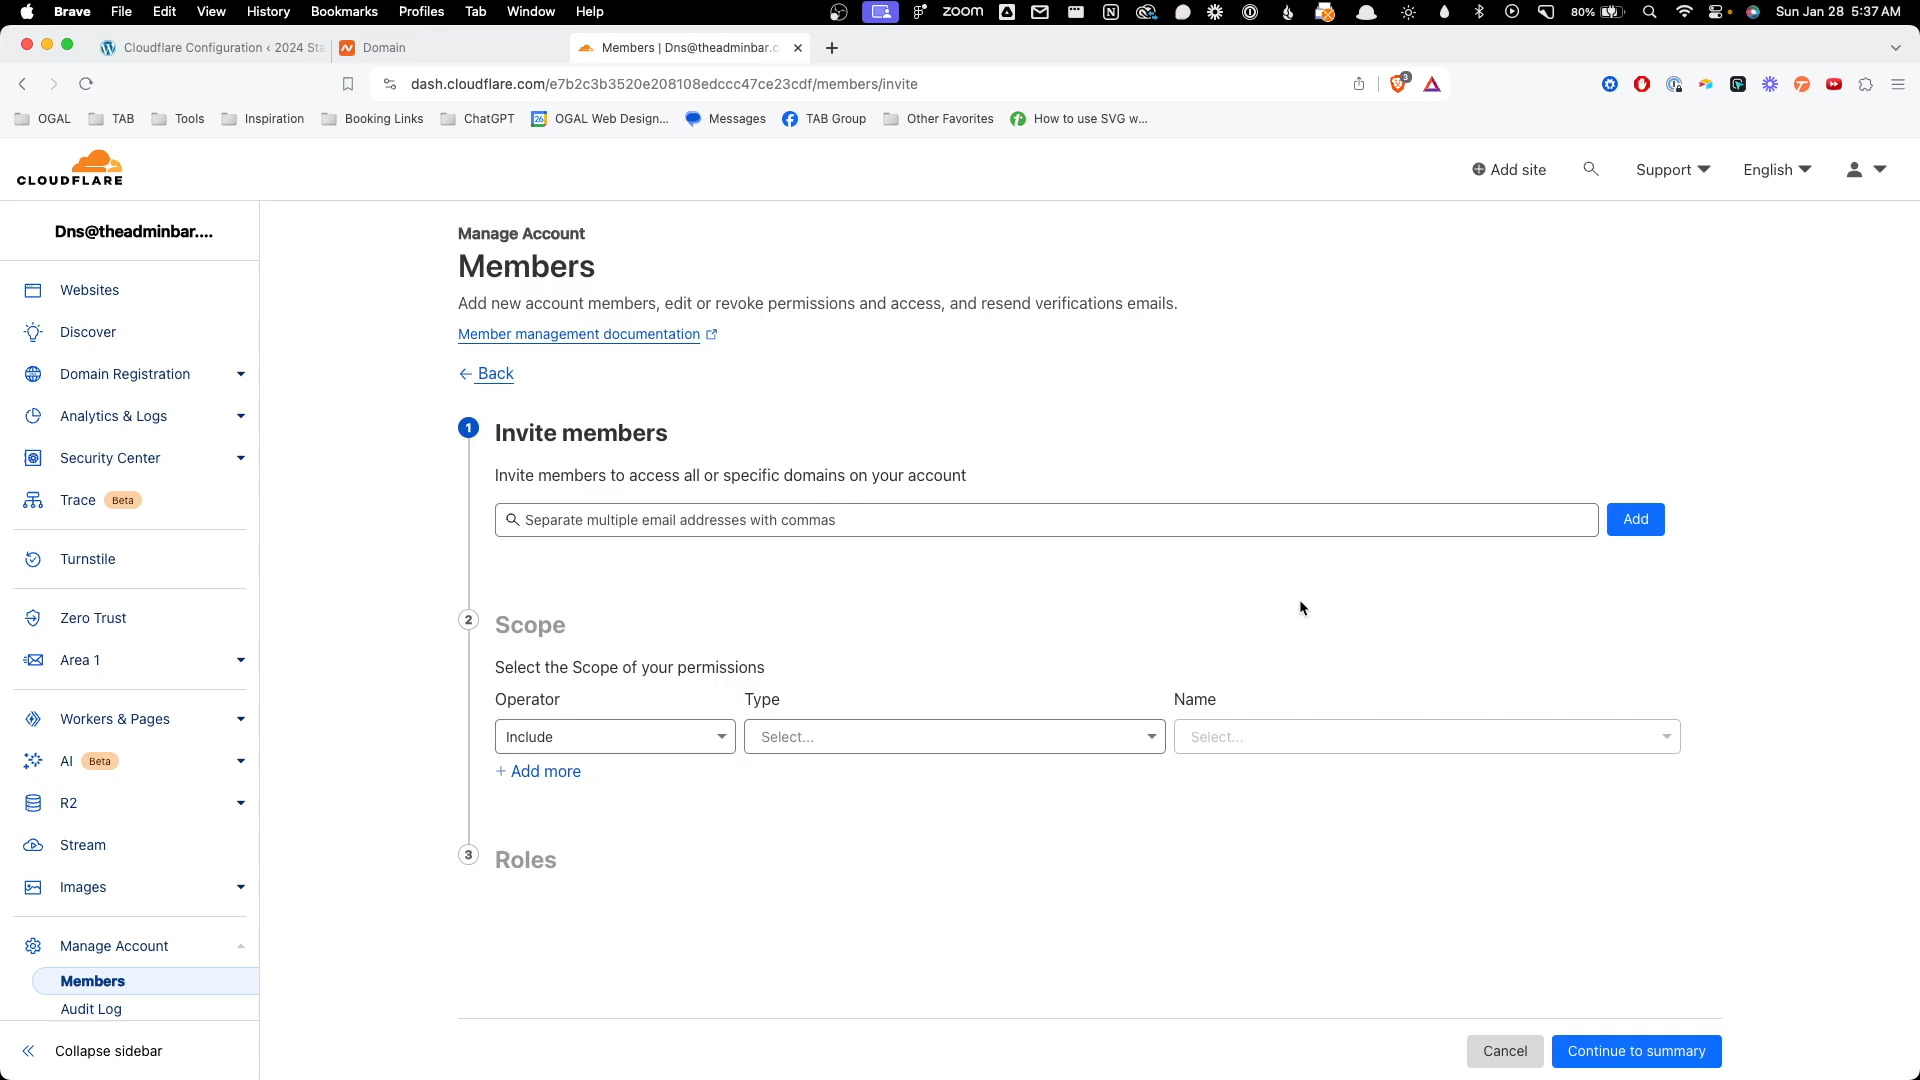 Brave File Edit View History Bookmarks Profiles Tab Window Help zoom 80% Sun Jan 28 5:37 AM
Cloudflare Configuration ‹ 2024 Sta Domain Members | Dns@theadminbar.c
dash.cloudflare.com/e7b2c3b3520e208108edccc47ce23cdf/members/invite 3
OGAL TAB Tools Inspiration Booking Links ChatGPT 26 OGAL Web Design... Messages TAB Group Other Favorites How to use SVG w...
CLOUDFLARE
Add site Support English
Dns@theadminbar....
Websites
Discover
Domain Registration
Analytics & Logs
Security Center
Trace Beta
Turnstile
Zero Trust
Area 1
Workers & Pages
AI Beta
R2
Stream
Images
Manage Account
Members
Audit Log
Collapse sidebar
Manage Account
Members
Add new account members, edit or revoke permissions and access, and resend verifications emails.
Member management documentation
Back
1 Invite members
Invite members to access all or specific domains on your account
Separate multiple email addresses with commas Add
2 Scope
Select the Scope of your permissions
Operator Type Name
Include Select... Select...
+ Add more
3 Roles
Cancel Continue to summary